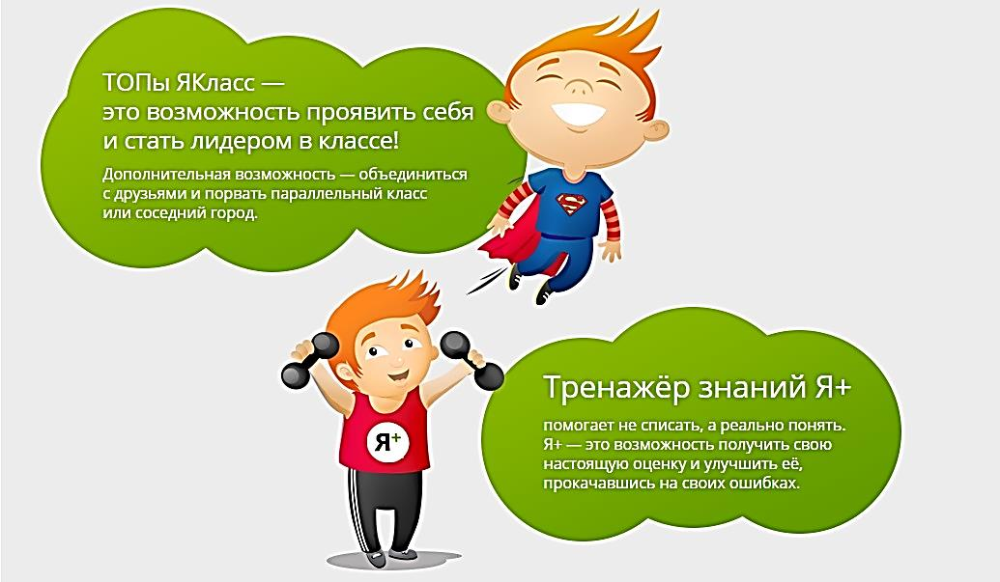 ТОПы ЯКласс —
это возможность проявить себя
и стать лидером в классе!
Дополнительная возможность — объединиться
с друзьями и порвать параллельный класс
или соседний город.
Я+
Тренажёр знаний Я+
помогает не списать, а реально понять.
Я+ — это возможность получить свою
настоящую оценку и улучшить её,
прокачавшись на своих ошибках.